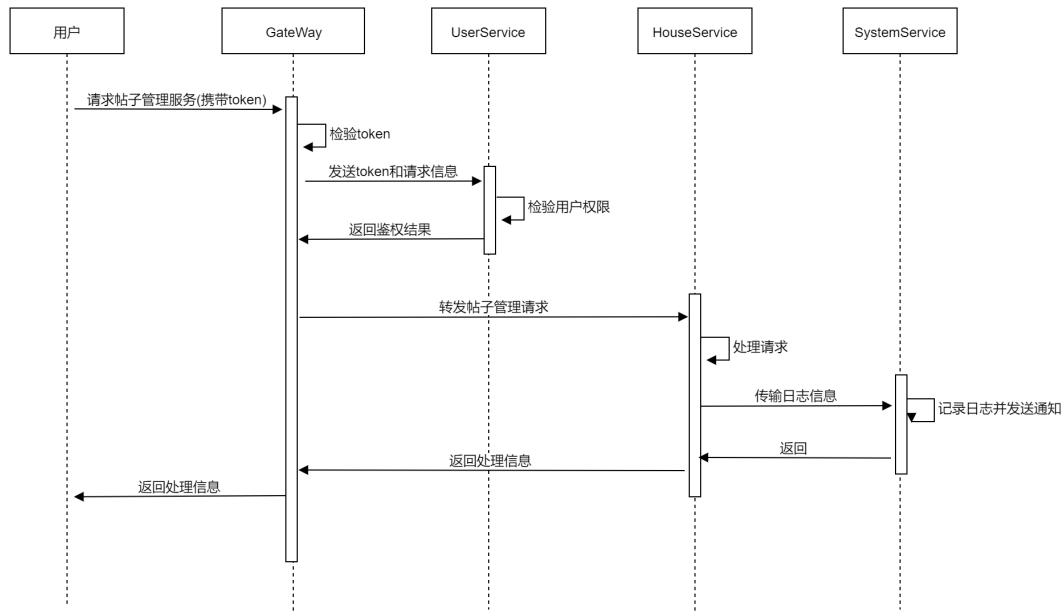 用户
GateWay
UserService
HouseService
SystemService
请求帖子管理服务(携带token)
检验token
发送token和请求信息
检验用户权限
返回鉴权结果
转发帖子管理请求
处理请求
传输日志信息
记录日志并发送通知
返回
返回处理信息
返回处理信息